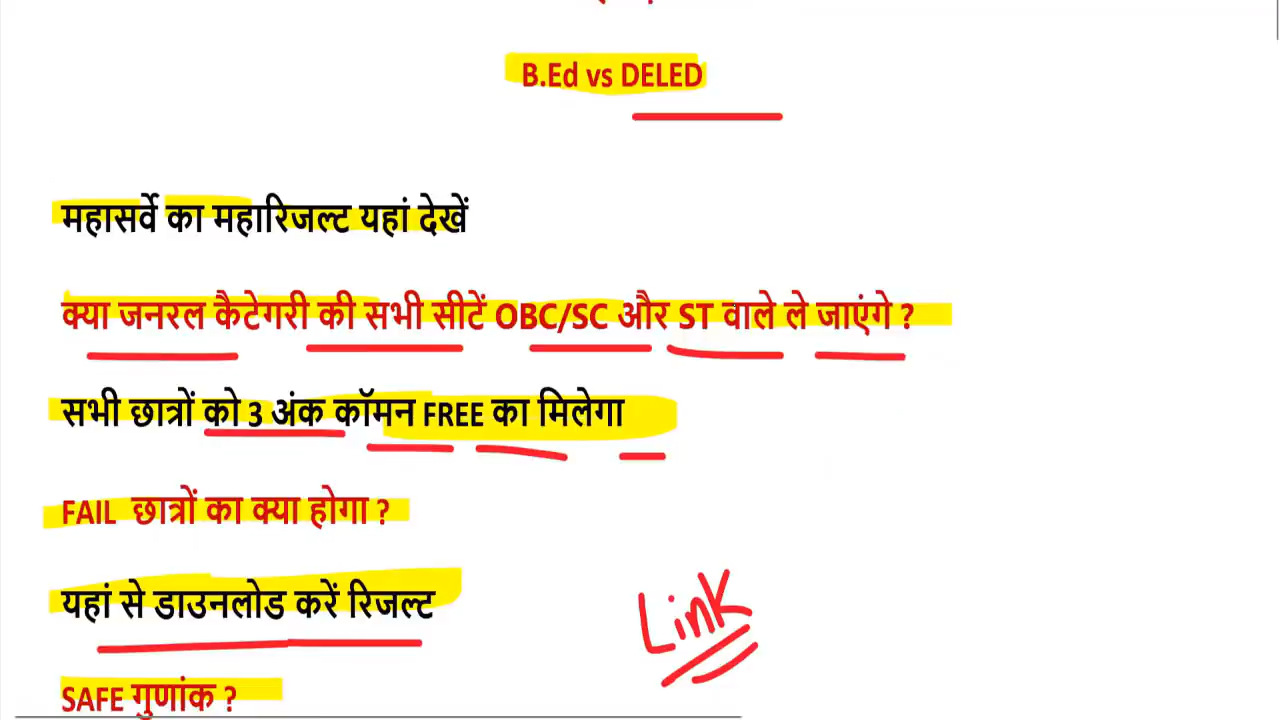 B.Ed vs DELED
महासर्वे का महारिजल्ट यहां देखें
क्या जनरल कैटेगरी की सभी सीटें OBC/SC और ST वाले ले जाएंगे ?
सभी छात्रों को 3 अंक कॉमन FREE का मिलेगा
FAIL छात्रों का क्या होगा ?
यहां से डाउनलोड करें रिजल्ट
Link
SAFE गुणांक ?